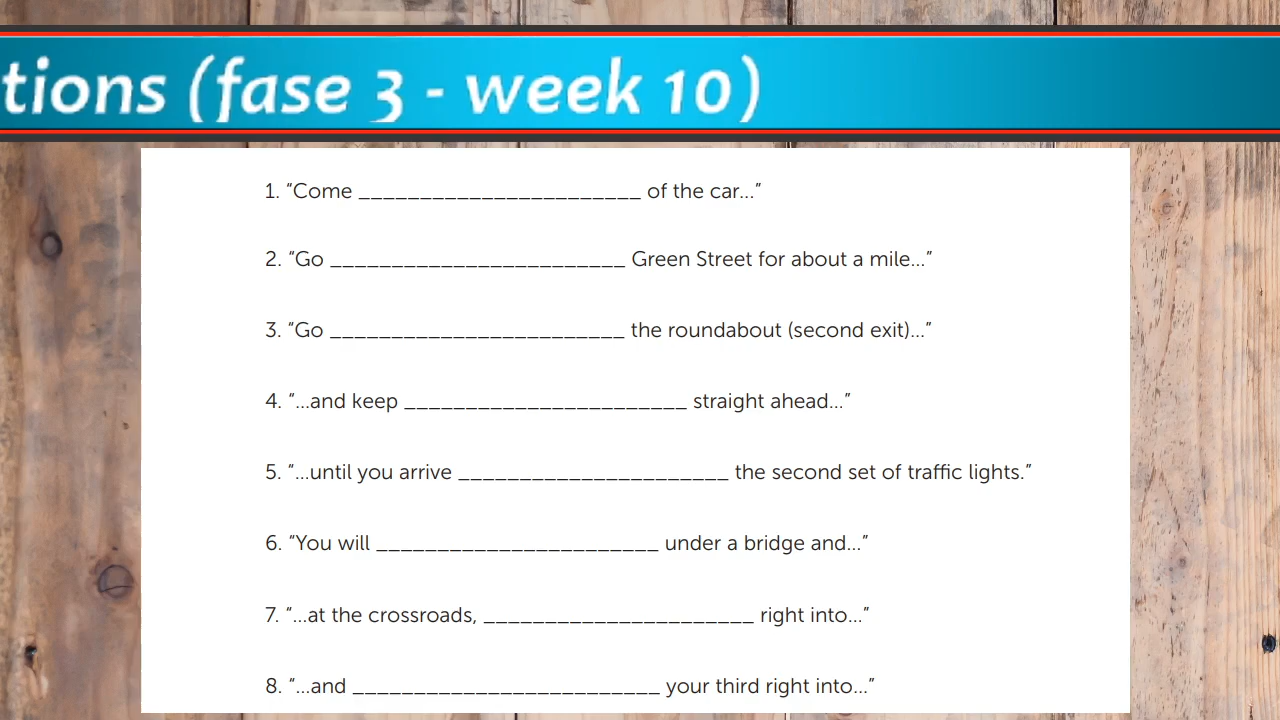 tions (fase 3 - week 10)
1. “Come _______________________ of the car...”
2. “Go ________________________ Green Street for about a mile...”
3. “Go ________________________ the roundabout (second exit)...”
4. “...and keep _______________________ straight ahead...”
5. “...until you arrive ______________________ the second set of traffic lights.”
6. “You will _______________________ under a bridge and...”
7. “...at the crossroads, ______________________ right into...”
8. “...and _________________________ your third right into...”